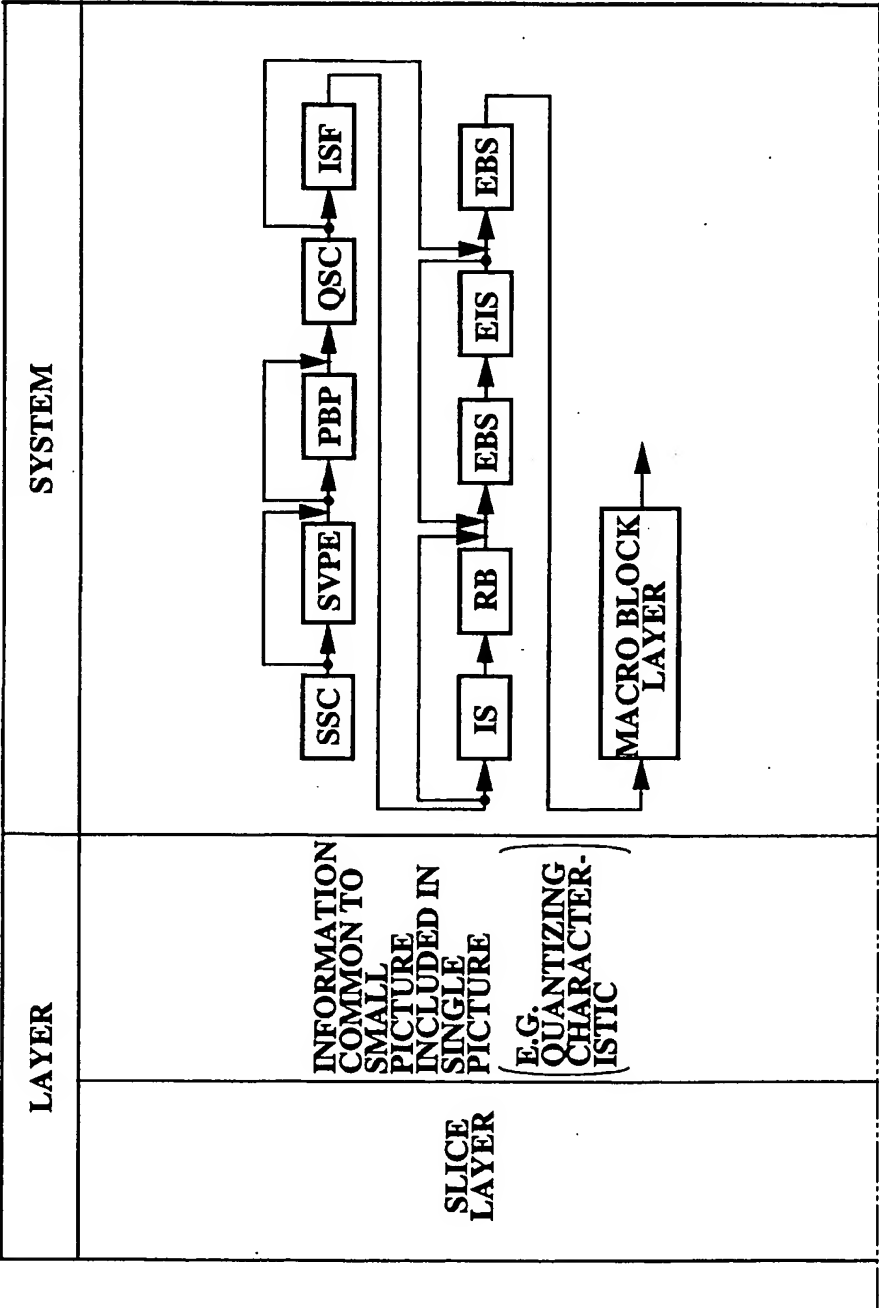 LAYER
SYSTEM
SLICE
LAYER
INFORMATION
COMMON TO
SMALL
PICTURE
INCLUDED IN
SINGLE
PICTURE
(E.G.
QUANTIZING
CHARACTER-
ISTIC)
SSC
SVPE
PBP
QSC
ISF
IS
RB
EBS
EIS
EBS
MACRO BLOCK
LAYER